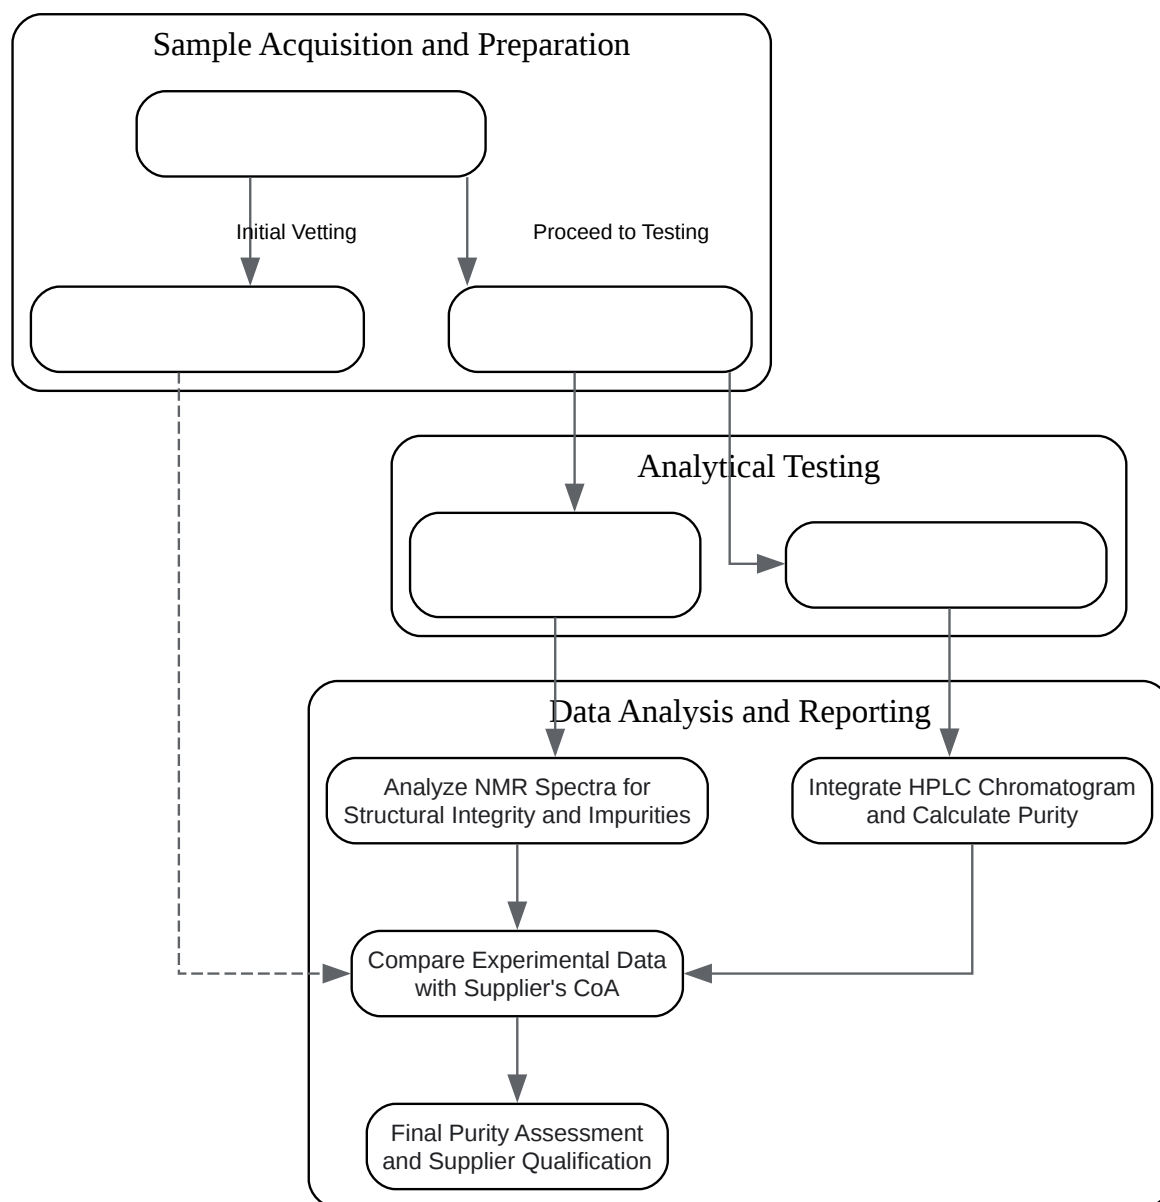 Sample Acquisition and Preparation
Initial Vetting
Proceed to Testing
Analytical Testing
Data Analysis and Reporting
Analyze NMR Spectra for
Structural Integrity and Impurities
Integrate HPLC Chromatogram
and Calculate Purity
Compare Experimental Data
with Supplier's CoA
Final Purity Assessment
and Supplier Qualification